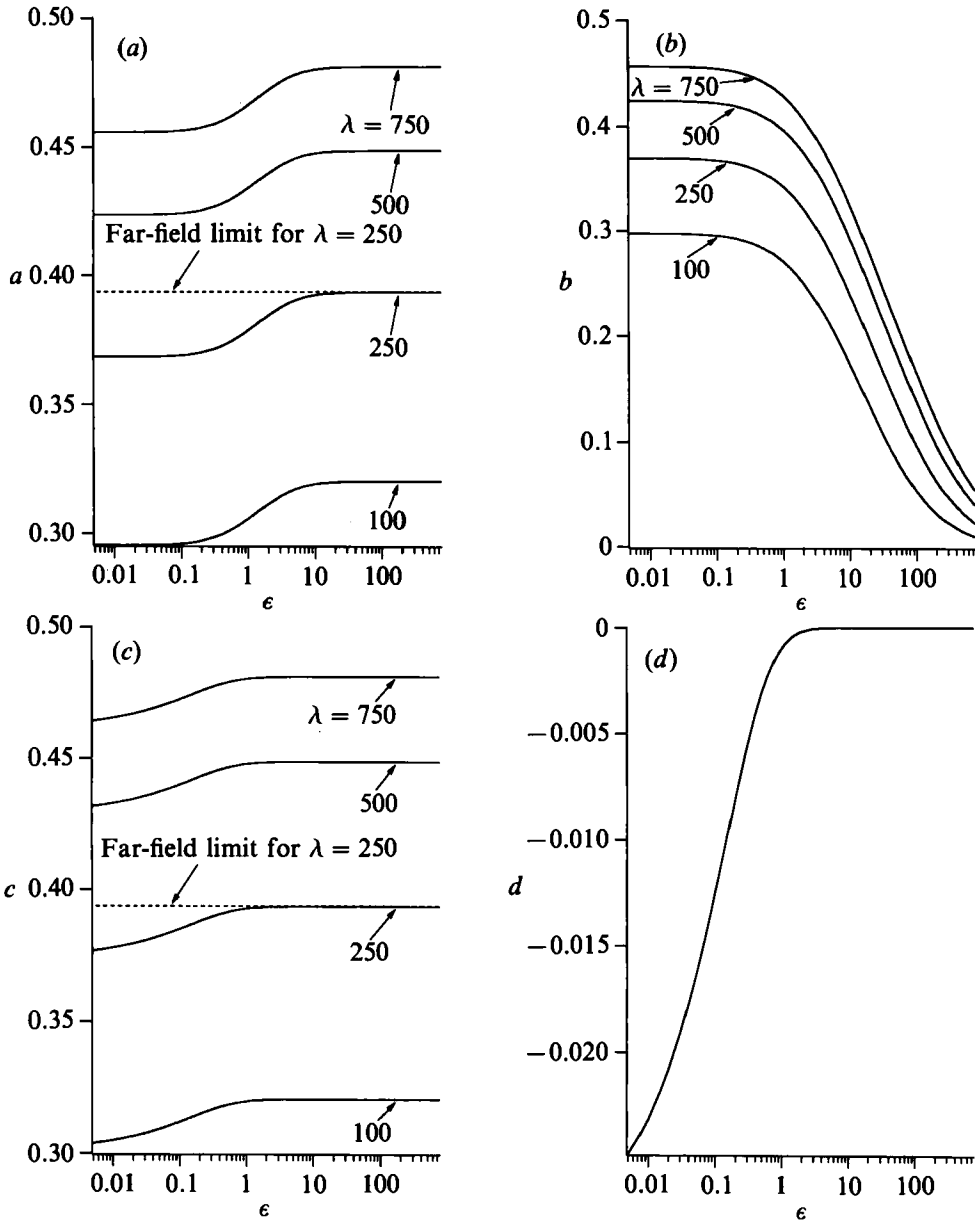 (a)
0.50
0.45
0.40
0.35
0.30
a
λ = 750
500
Far-field limit for λ = 250
250
100
0.01 0.1 1 10 100
ϵ
(b)
0.5
0.4
0.3
0.2
0.1
0
b
λ = 750
500
250
100
0.01 0.1 1 10 100
ϵ
(c)
0.50
0.45
0.40
0.35
0.30
c
λ = 750
500
Far-field limit for λ = 250
250
100
0.01 0.1 1 10 100
ϵ
(d)
0
−0.005
−0.010
−0.015
−0.020
d
0.01 0.1 1 10 100
ϵ